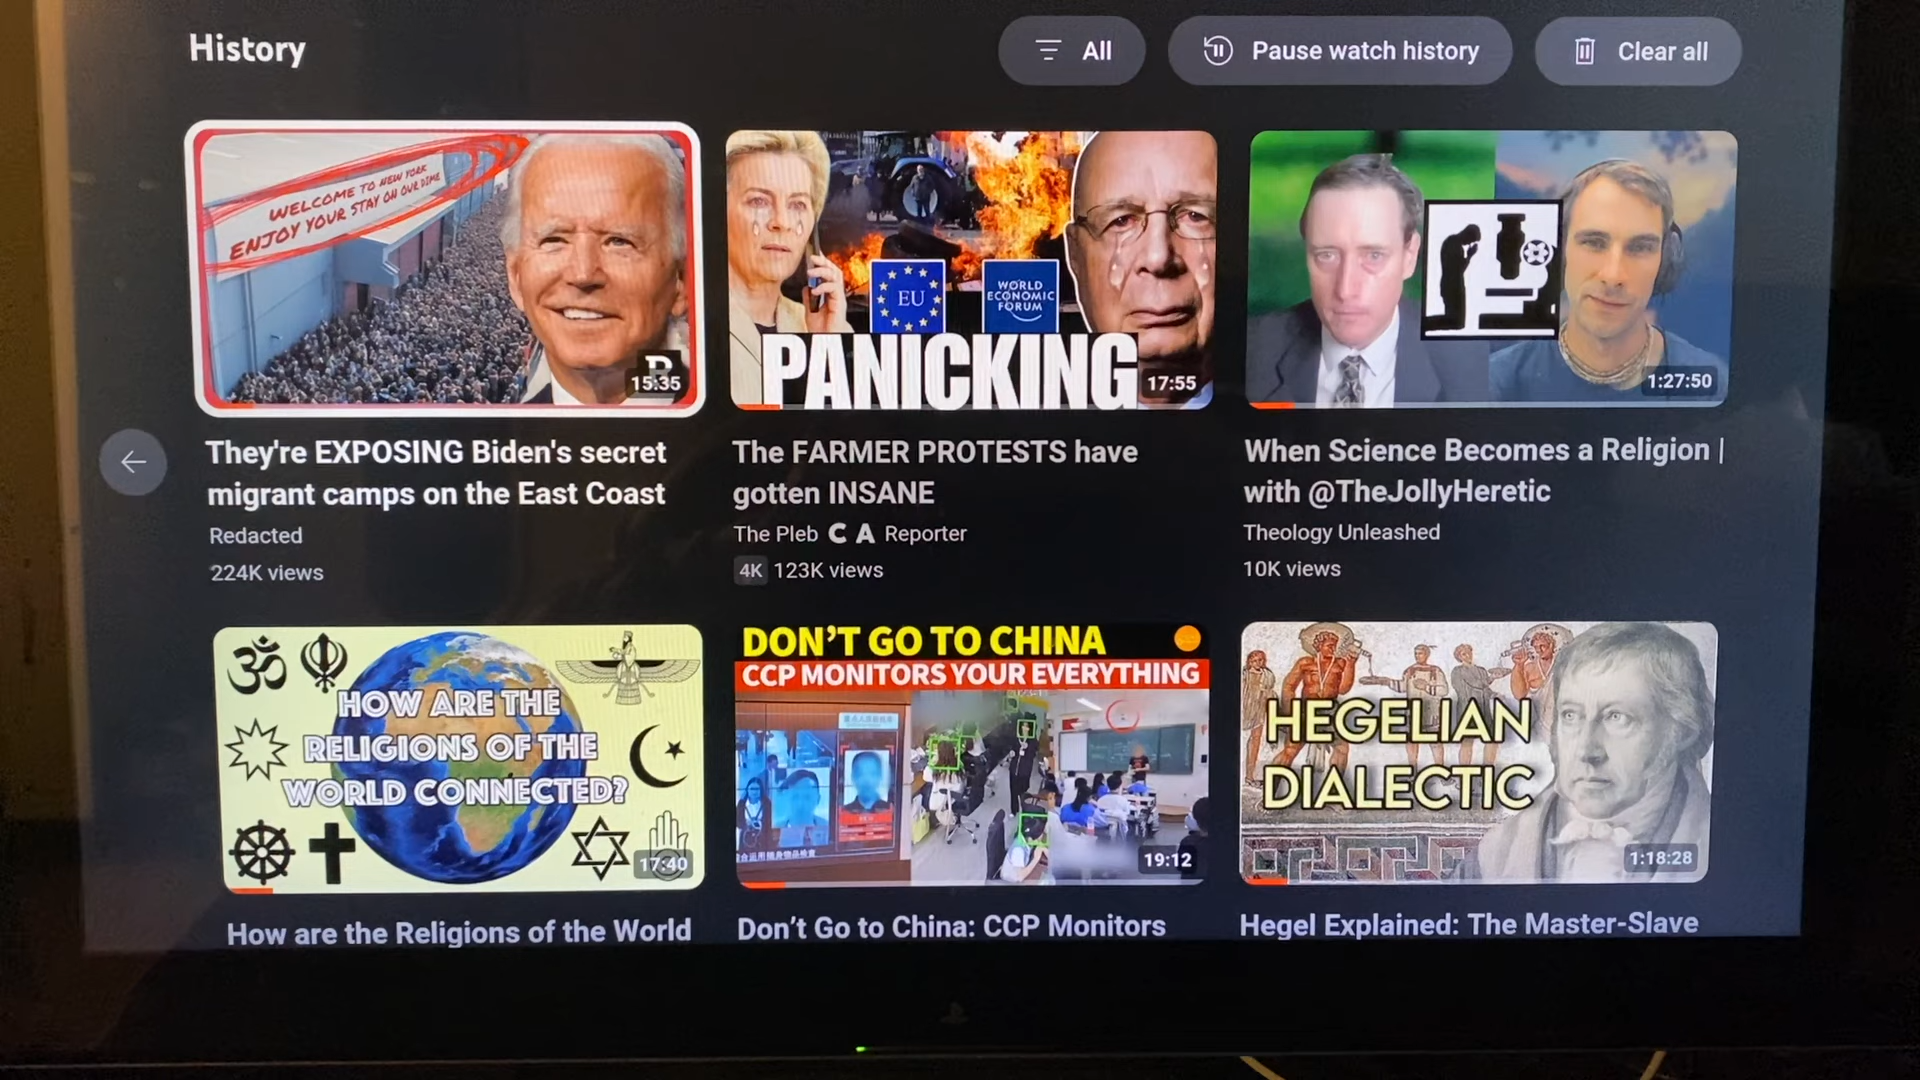 History
All
Pause watch history
Clear all
WELCOME TO NEW YORK
ENJOY YOUR STAY ON OUR DIME
15:35
EU
WORLD
ECONOMIC
FORUM
PANICKING
17:55
1:27:50
They're EXPOSING Biden's secret
migrant camps on the East Coast
Redacted
224K views
The FARMER PROTESTS have
gotten INSANE
The Pleb C A Reporter
4K 123K views
When Science Becomes a Religion |
with @TheJollyHeretic
Theology Unleashed
10K views
HOW ARE THE
RELIGIONS OF THE
WORLD CONNECTED?
17:40
DON'T GO TO CHINA
CCP MONITORS YOUR EVERYTHING
19:12
HEGELIAN
DIALECTIC
1:18:28
How are the Religions of the World
Don't Go to China: CCP Monitors
Hegel Explained: The Master-Slave